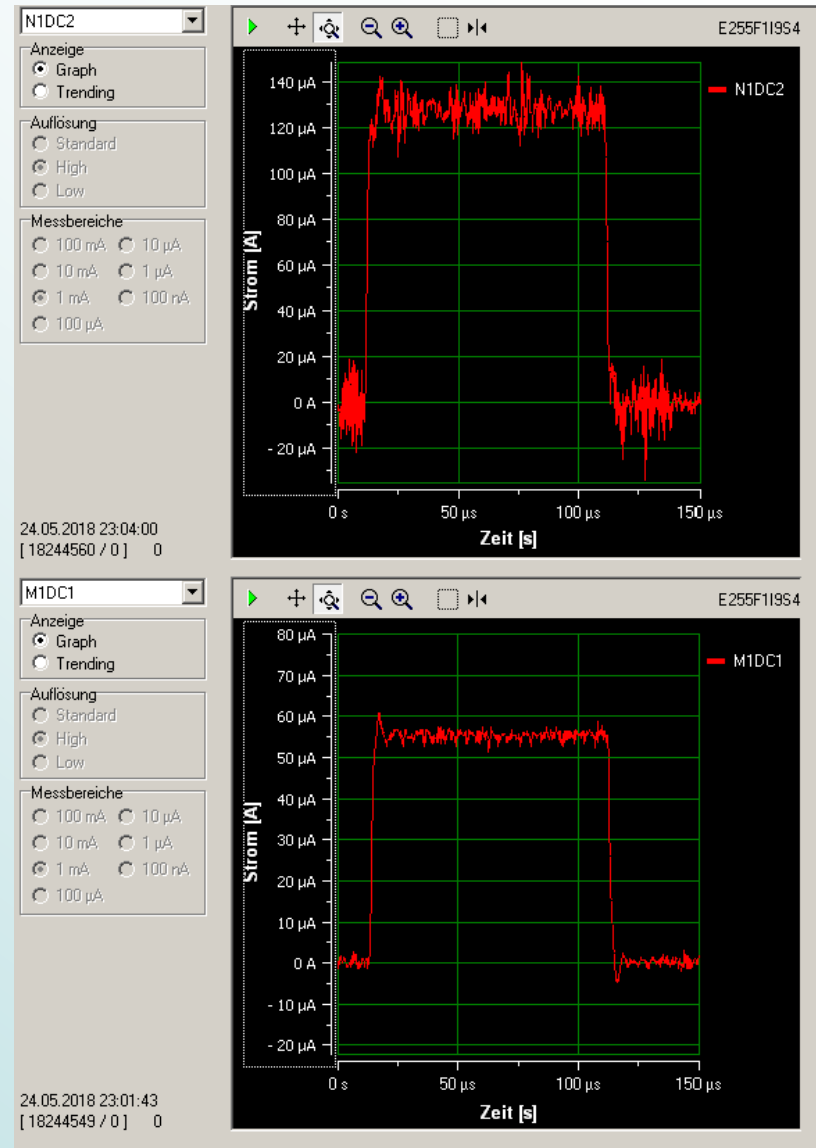 N1DC2
Anzeige
Graph
Trending
Auflösung
Standard
High
Low
Messbereiche
100 mA 10 µA
10 mA 1 µA
1 mA 100 nA
100 µA
24.05.2018 23:04:00
[ 18244560 / 0 ] 0
E255F1I9S4
N1DC2
Strom [A]
140 µA
120 µA
100 µA
80 µA
60 µA
40 µA
20 µA
0 A
- 20 µA
0 s 50 µs 100 µs 150 µs
Zeit [s]
M1DC1
Anzeige
Graph
Trending
Auflösung
Standard
High
Low
Messbereiche
100 mA 10 µA
10 mA 1 µA
1 mA 100 nA
100 µA
24.05.2018 23:01:43
[ 18244549 / 0 ] 0
E255F1I9S4
M1DC1
Strom [A]
80 µA
70 µA
60 µA
50 µA
40 µA
30 µA
20 µA
10 µA
0 A
- 10 µA
- 20 µA
0 s 50 µs 100 µs 150 µs
Zeit [s]